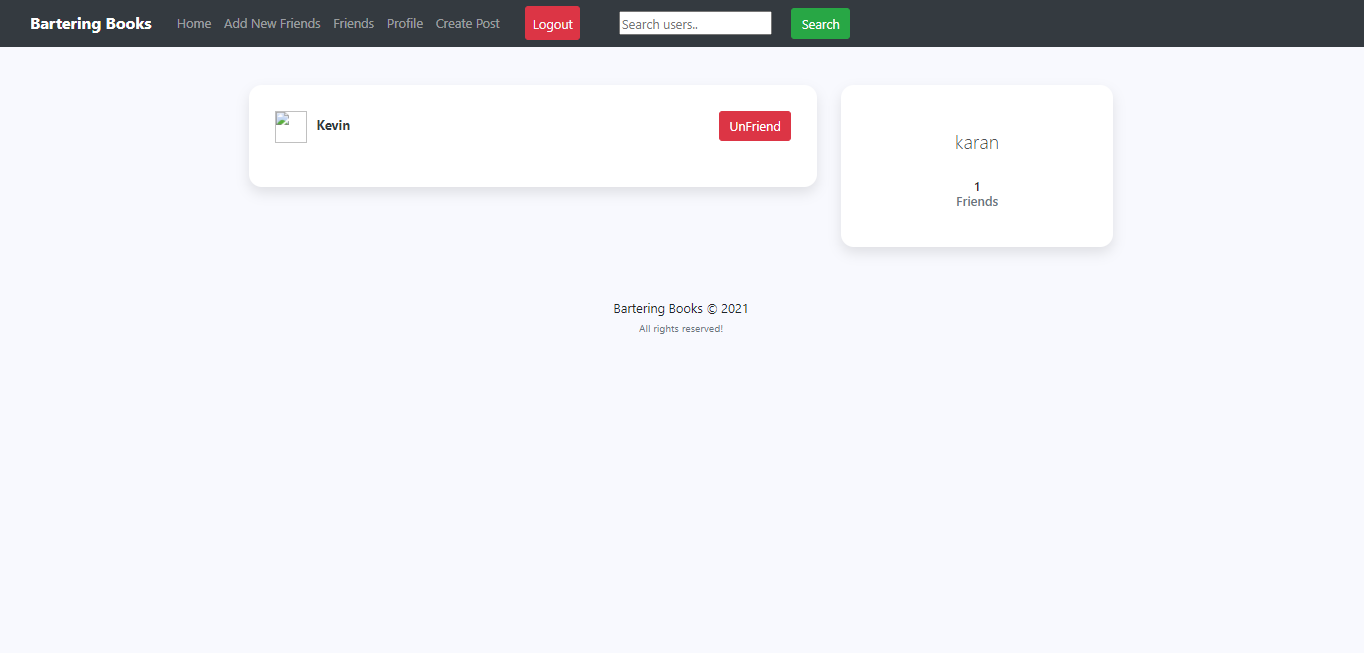 Bartering Books Home Add New Friends Friends Profile Create Post Logout Search users.. Search
Kevin UnFriend
karan
1
Friends
Bartering Books © 2021
All rights reserved!